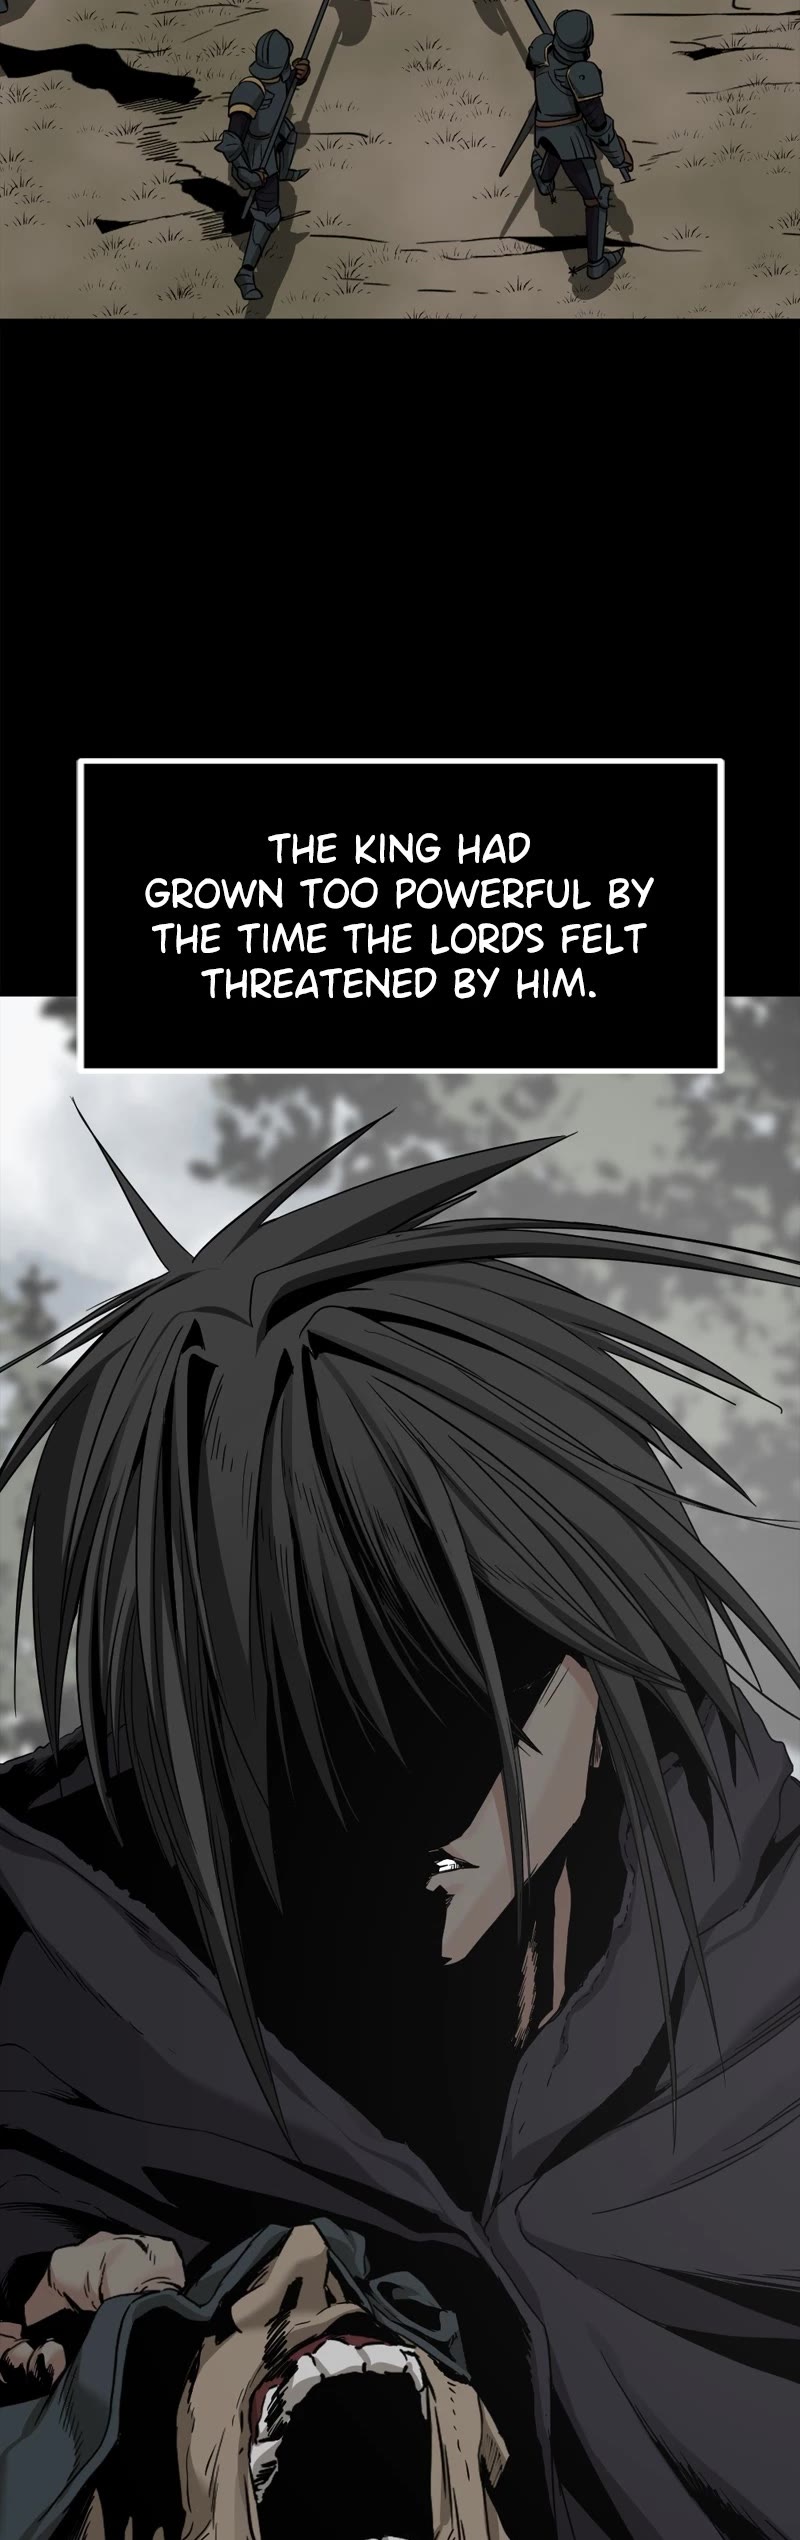 THE KING HAD
GROWN TOO POWERFUL BY
THE TIME THE LORDS FELT
THREATENED BY HIM.